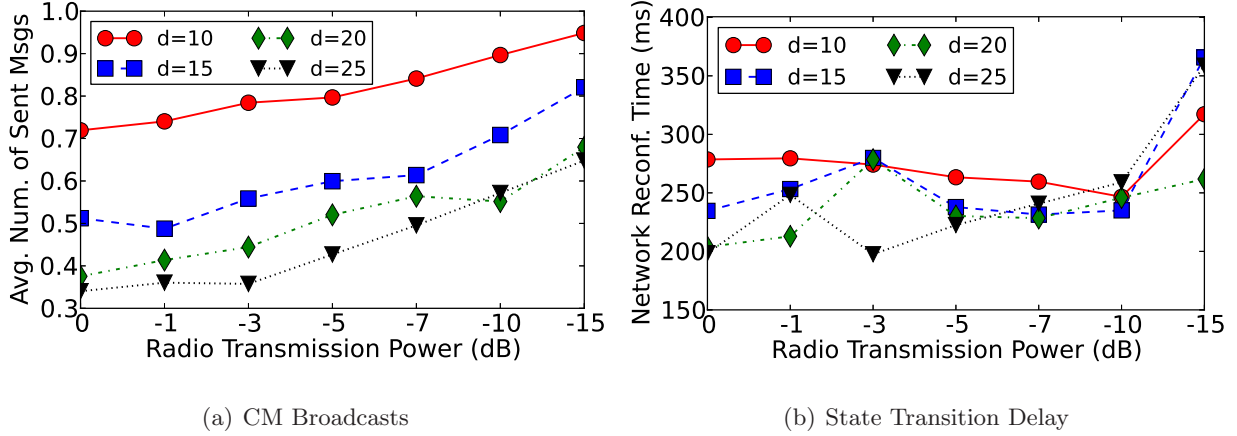 Avg. Num. of Sent Msgs
1.0
0.9
0.8
0.7
0.6
0.5
0.4
0.3
d=10
d=20
d=15
d=25
0 -1 -3 -5 -7 -10 -15
Radio Transmission Power (dB)
(a) CM Broadcasts
Network Reconf. Time (ms)
400
350
300
250
200
150
d=10
d=20
d=15
d=25
0 -1 -3 -5 -7 -10 -15
Radio Transmission Power (dB)
(b) State Transition Delay